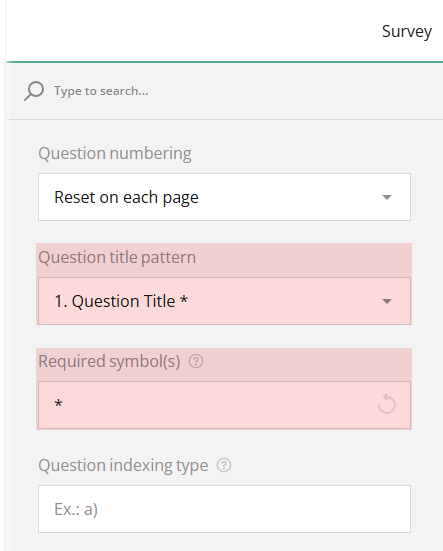 Survey
Type to search...
Question numbering
Reset on each page
Question title pattern
1. Question Title *
Required symbol(s) ?
*
Question indexing type ?
Ex.: a)